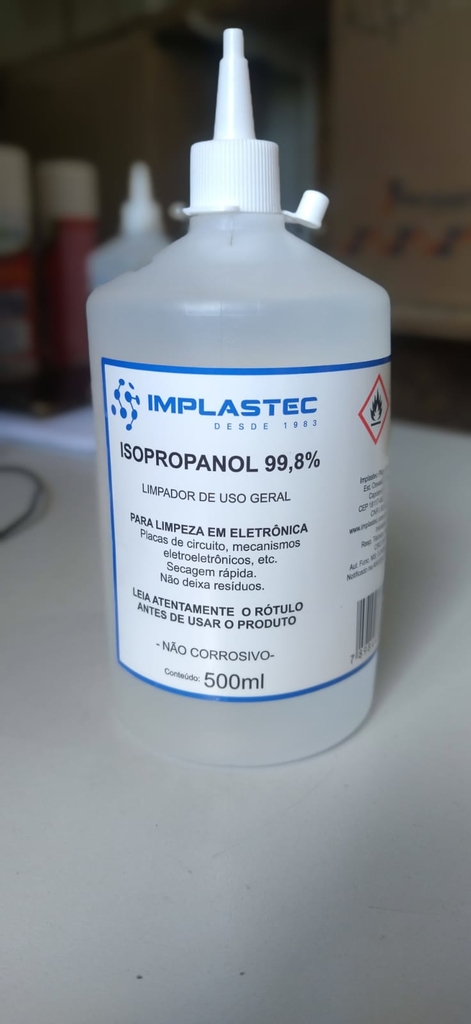 IMPLASTEC
DESDE 1983
ISOPROPANOL 99,8%
LIMPADOR DE USO GERAL
PARA LIMPEZA EM ELETRÔNICA
Placas de circuito, mecanismos
eletroeletrônicos, etc.
Secagem rápida.
Não deixa resíduos.
LEIA ATENTAMENTE O RÓTULO
ANTES DE USAR O PRODUTO
- NÃO CORROSIVO-
Conteúdo: 500ml